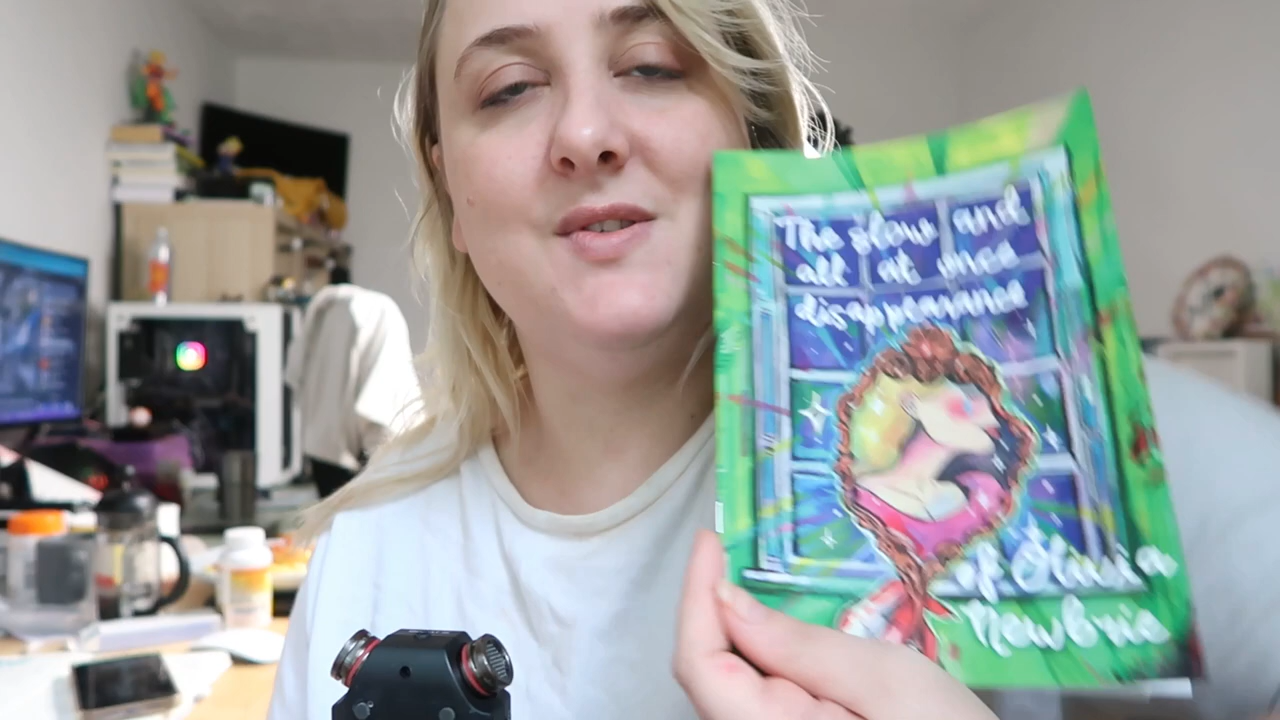 The slow and
all at once
disappearance
of Olivia
Newbrie